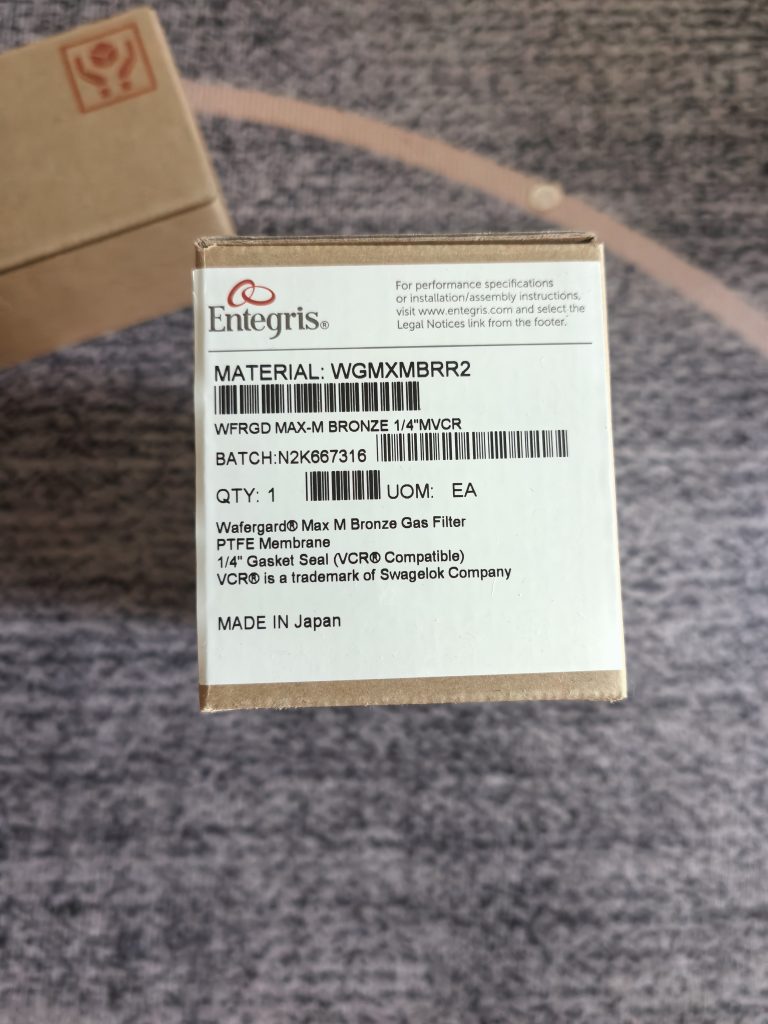 Entegris®
For performance specifications
or installation/assembly instructions,
visit www.entegris.com and select the
Legal Notices link from the footer.
MATERIAL: WGMXMBRR2
WFRGD MAX-M BRONZE 1/4"MVCR
BATCH:N2K667316
QTY: 1 UOM: EA
Wafergard® Max M Bronze Gas Filter
PTFE Membrane
1/4" Gasket Seal (VCR® Compatible)
VCR® is a trademark of Swagelok Company
MADE IN Japan